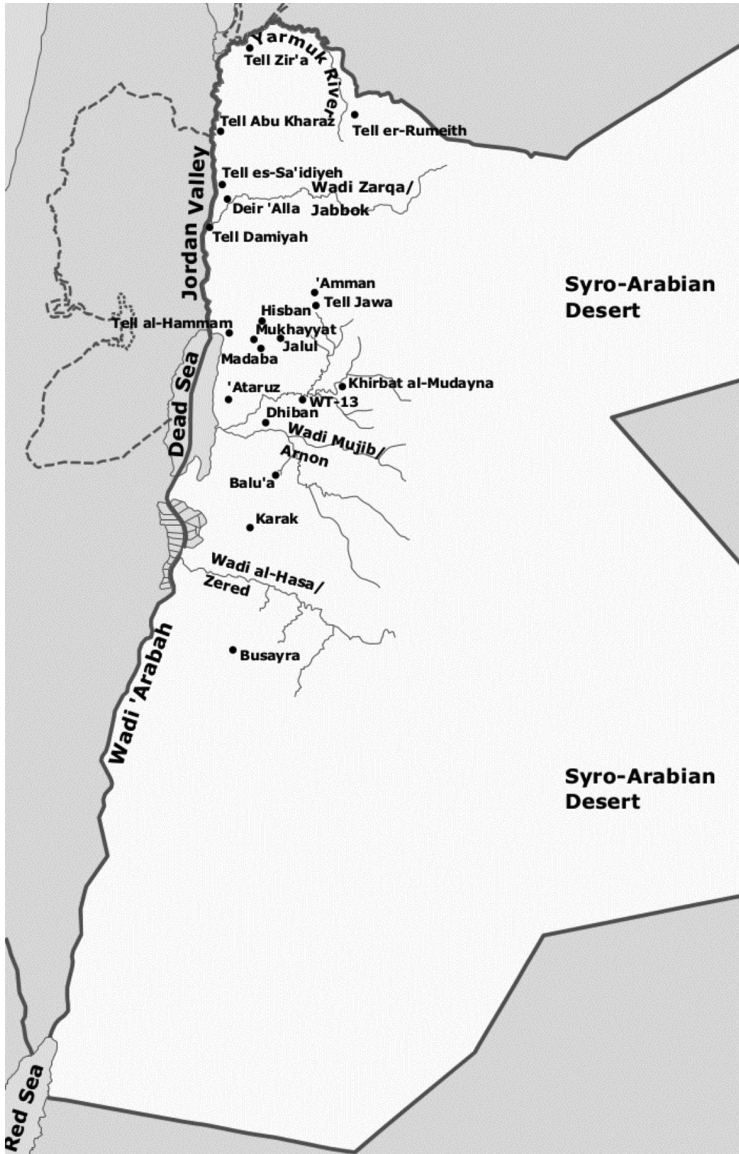 Yarmuk River
Tell Zir'a
Tell Abu Kharaz
Tell er-Rumeith
Jordan Valley
Tell es-Sa'idiyeh
Wadi Zarqa/
Deir 'Alla
Jabbok
Tell Damiyah
'Amman
Tell Jawa
Syro-Arabian
Desert
Hisban
Tell al-Hammam
Mukhayyat
Jalul
Madaba
Dead Sea
'Ataruz
Khirbat al-Mudayna
WT-13
Dhiban
Wadi Mujib/
Arnon
Balu'a
Karak
Wadi al-Hasa/
Zered
Busayra
Wadi 'Arabah
Syro-Arabian
Desert
Red Sea